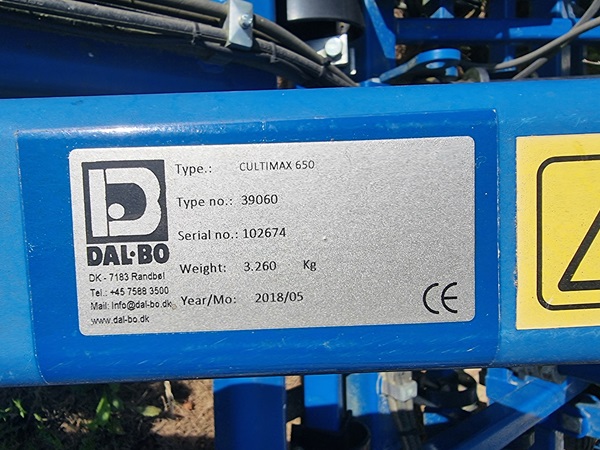 Type.: CULTIMAX 650
Type no.: 39060
Serial no.: 102674
Weight: 3.260 Kg
Year/Mo: 2018/05
DAL·BO
DK - 7183 Randbøl
Tel.: +45 7588 3500
Mail: info@dal-bo.dk
www.dal-bo.dk
CE